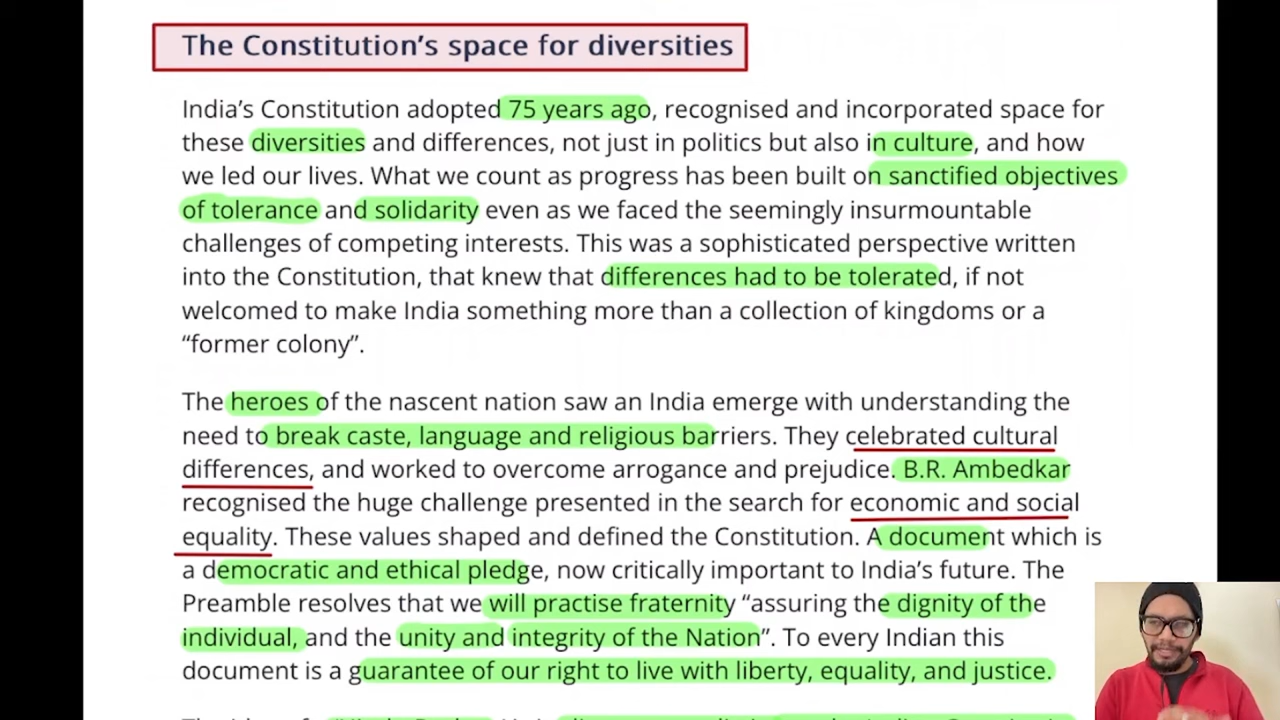 The Constitution's space for diversities
India's Constitution adopted 75 years ago, recognised and incorporated space for
these diversities and differences, not just in politics but also in culture, and how
we led our lives. What we count as progress has been built on sanctified objectives
of tolerance and solidarity even as we faced the seemingly insurmountable
challenges of competing interests. This was a sophisticated perspective written
into the Constitution, that knew that differences had to be tolerated, if not
welcomed to make India something more than a collection of kingdoms or a
“former colony”.
The heroes of the nascent nation saw an India emerge with understanding the
need to break caste, language and religious barriers. They celebrated cultural
differences, and worked to overcome arrogance and prejudice. B.R. Ambedkar
recognised the huge challenge presented in the search for economic and social
equality. These values shaped and defined the Constitution. A document which is
a democratic and ethical pledge, now critically important to India's future. The
Preamble resolves that we will practise fraternity “assuring the dignity of the
individual, and the unity and integrity of the Nation”. To every Indian this
document is a guarantee of our right to live with liberty, equality, and justice.